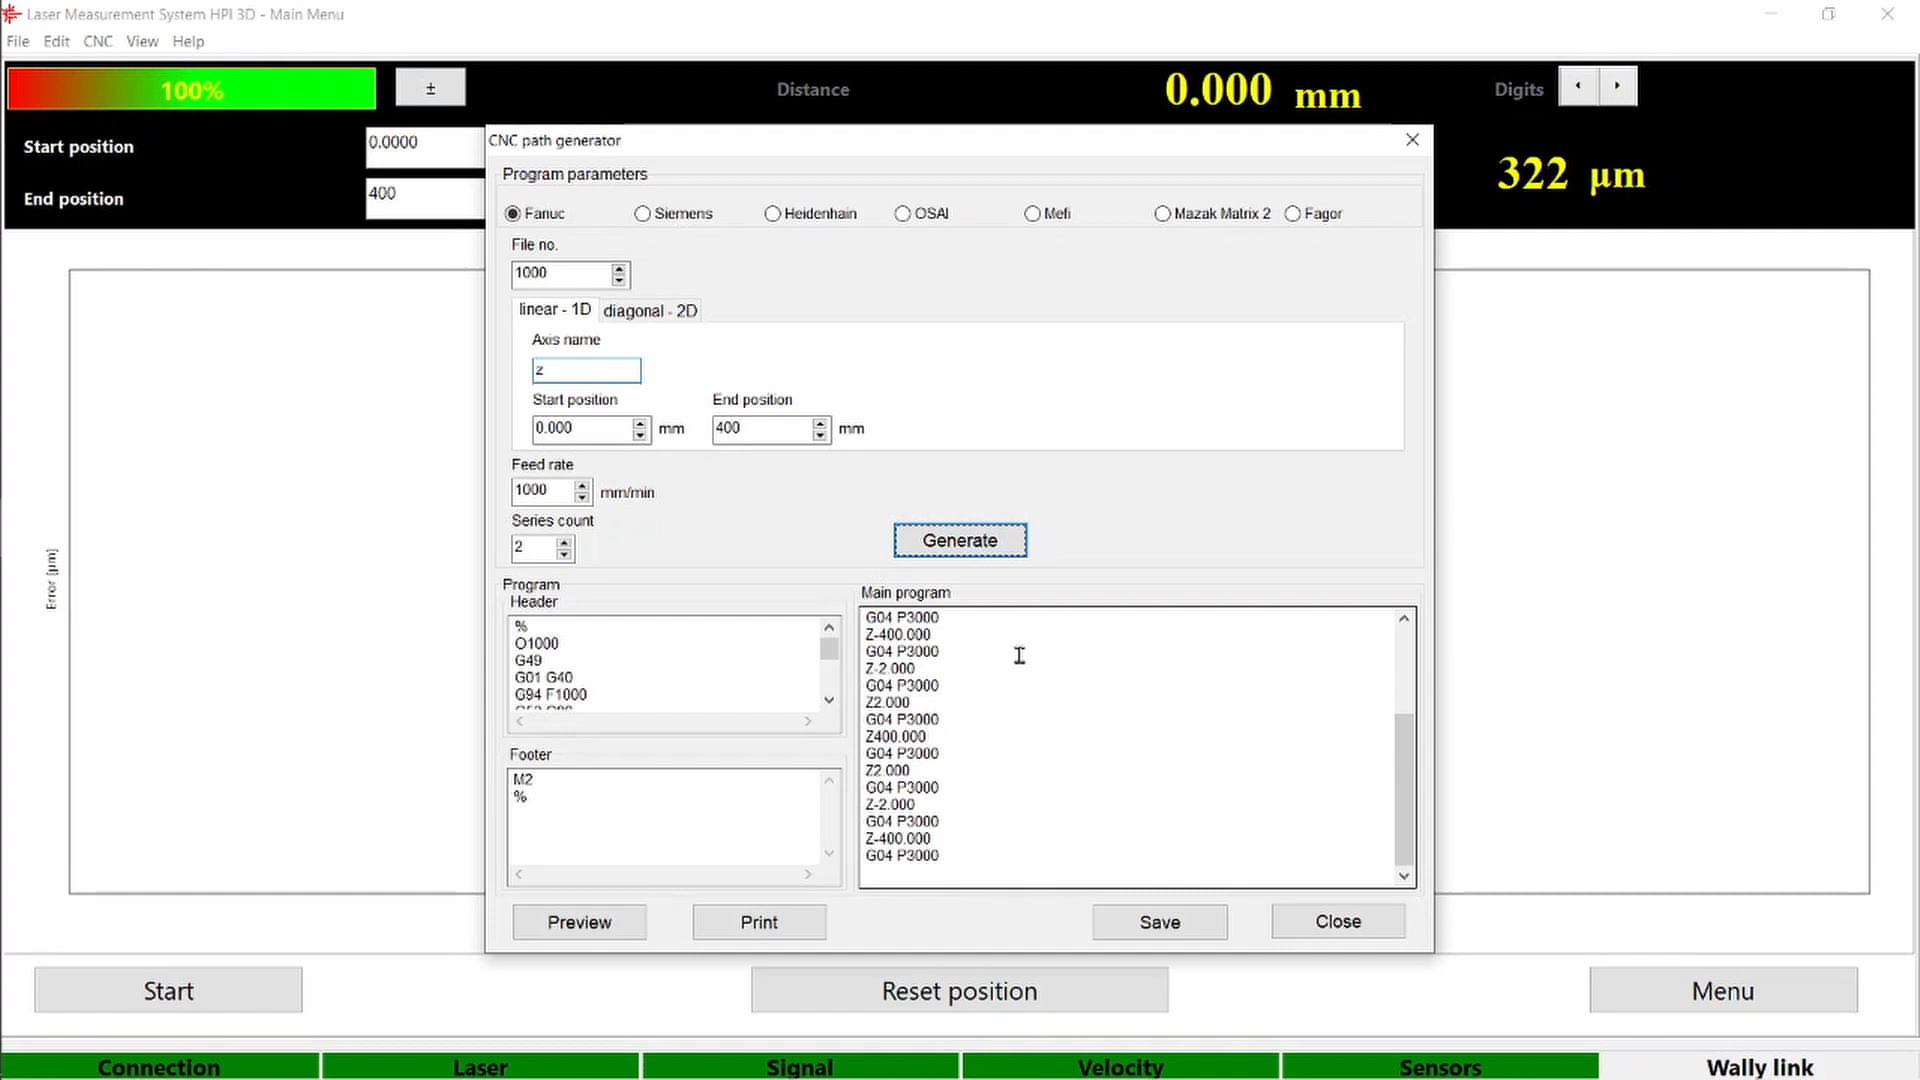 Laser Measurement System HPI 3D - Main Menu
File Edit CNC View Help
100%
±
Distance
0.000 mm
Digits
Start position
0.0000
322 µm
End position
400
CNC path generator
Program parameters
Fanuc Siemens Heidenhain OSAI Mefi Mazak Matrix 2 Fagor
File no.
1000
linear - 1D diagonal - 2D
Axis name
z
Start position End position
0.000 mm 400 mm
Feed rate
1000 mm/min
Series count
2
Generate
Error [µm]
Program
Header
%
O1000
G49
G01 G40
G94 F1000
Footer
M2
%
Main program
G04 P3000
Z-400.000
G04 P3000
Z-2.000
G04 P3000
Z2.000
G04 P3000
Z400.000
G04 P3000
Z2.000
G04 P3000
Z-2.000
G04 P3000
Z-400.000
G04 P3000
Preview Print Save Close
Start Reset position Menu
Connection Laser Signal Velocity Sensors Wally link